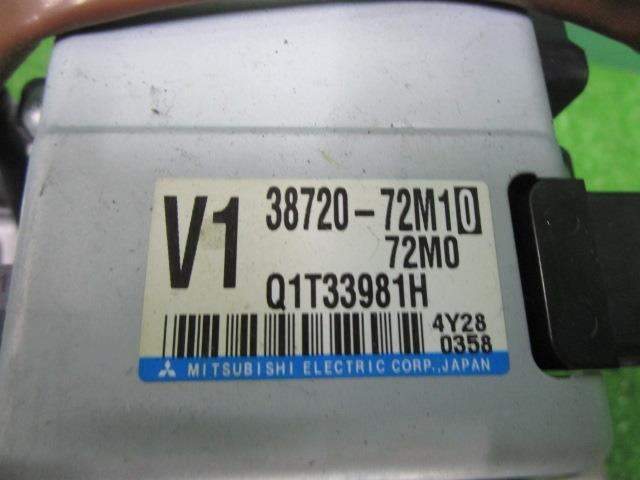 V1 38720-72M10
72M0
Q1T33981H
4Y28
0358
MITSUBISHI ELECTRIC CORP., JAPAN